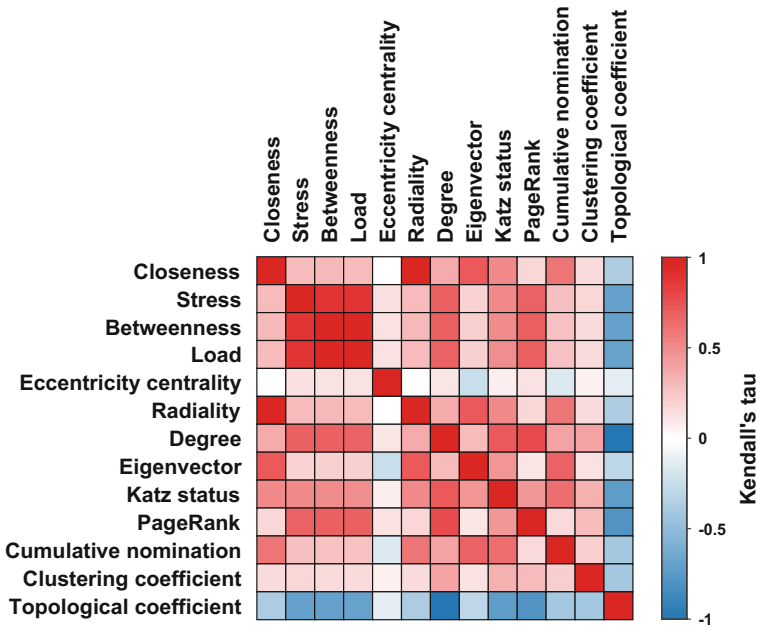 Closeness
Stress
Betweenness
Load
Eccentricity centrality
Radiality
Degree
Eigenvector
Katz status
PageRank
Cumulative nomination
Clustering coefficient
Topological coefficient
Closeness
Stress
Betweenness
Load
Eccentricity centrality
Radiality
Degree
Eigenvector
Katz status
PageRank
Cumulative nomination
Clustering coefficient
Topological coefficient
1
0.5
0
-0.5
-1
Kendall's tau